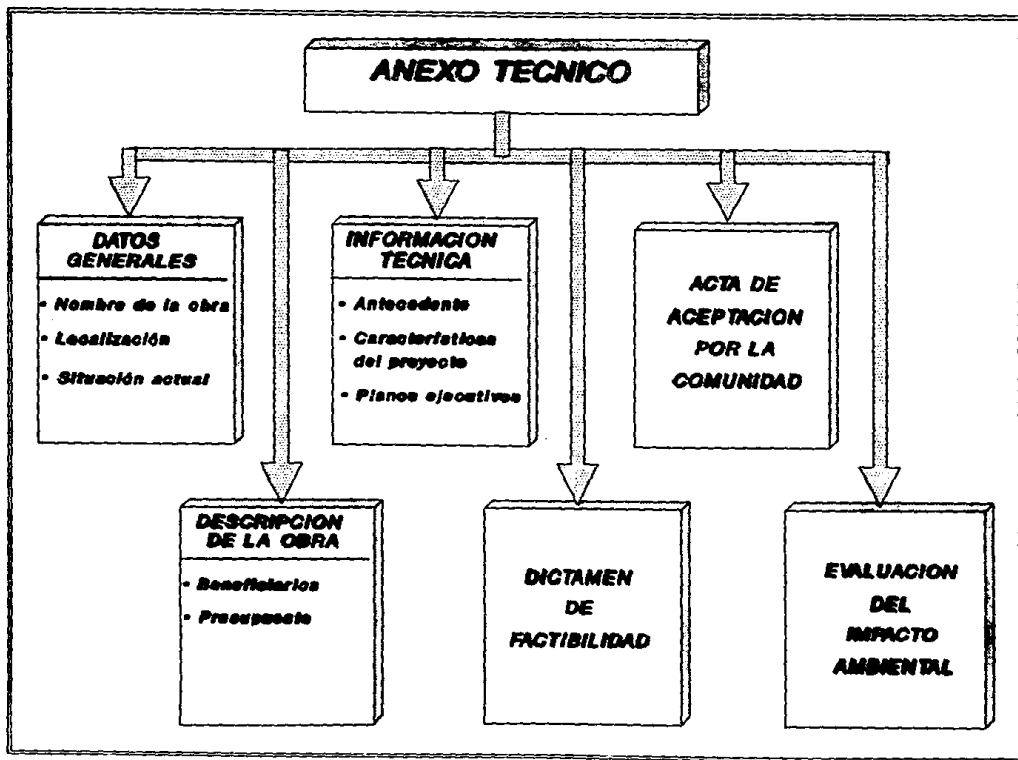 ANEXO TECNICO
DATOS
GENERALES
• Nombre de la obra
• Localización
• Situación actual
INFORMACION
TECNICA
• Antecedente
• Características
del proyecto
• Planos ejecutivos
ACTA DE
ACEPTACION
POR LA
COMUNIDAD
DESCRIPCION
DE LA OBRA
• Beneficiarios
• Presupuesto
DICTAMEN
DE
FACTIBILIDAD
EVALUACION
DEL
IMPACTO
AMBIENTAL